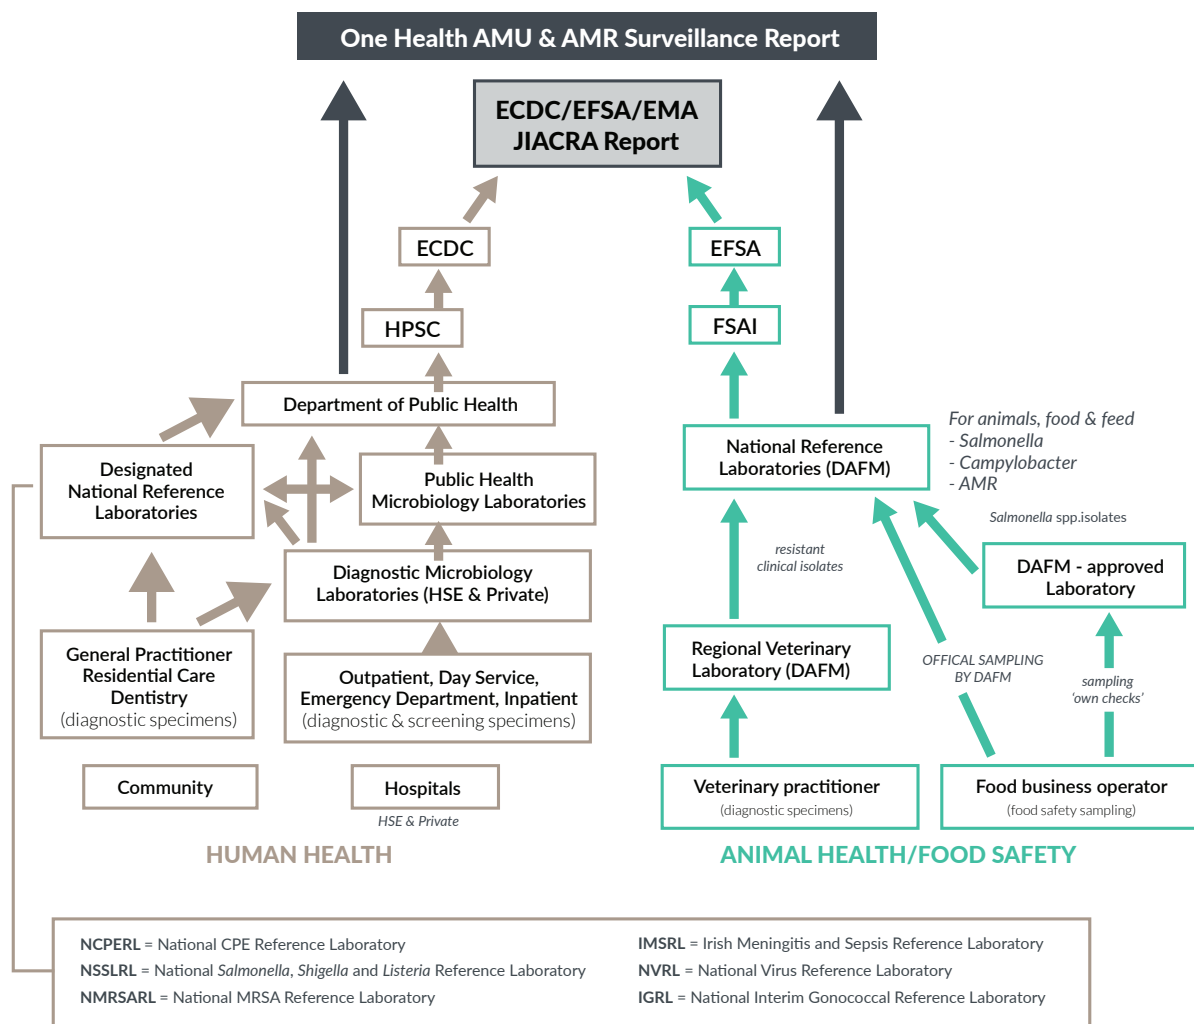 One Health AMU & AMR Surveillance Report
ECDC/EFSA/EMA
JIACRA Report
ECDC
EFSA
HPSC
FSAI
Department of Public Health
For animals, food & feed
- Salmonella
- Campylobacter
- AMR
National Reference
Laboratories (DAFM)
Designated
National Reference
Laboratories
Public Health
Microbiology Laboratories
Salmonella spp.isolates
resistant
clinical isolates
DAFM - approved
Laboratory
Diagnostic Microbiology
Laboratories (HSE & Private)
General Practitioner
Residential Care
Dentistry
(diagnostic specimens)
Outpatient, Day Service,
Emergency Department, Inpatient
(diagnostic & screening specimens)
Regional Veterinary
Laboratory (DAFM)
OFFICAL SAMPLING
BY DAFM
sampling
‘own checks’
Community
Hospitals
HSE & Private
Veterinary practitioner
(diagnostic specimens)
Food business operator
(food safety sampling)
HUMAN HEALTH
ANIMAL HEALTH/FOOD SAFETY
NCPERL = National CPE Reference Laboratory
NSSLRL = National Salmonella, Shigella and Listeria Reference Laboratory
NMRSARL = National MRSA Reference Laboratory
IMSRL = Irish Meningitis and Sepsis Reference Laboratory
NVRL = National Virus Reference Laboratory
IGRL = National Interim Gonococcal Reference Laboratory